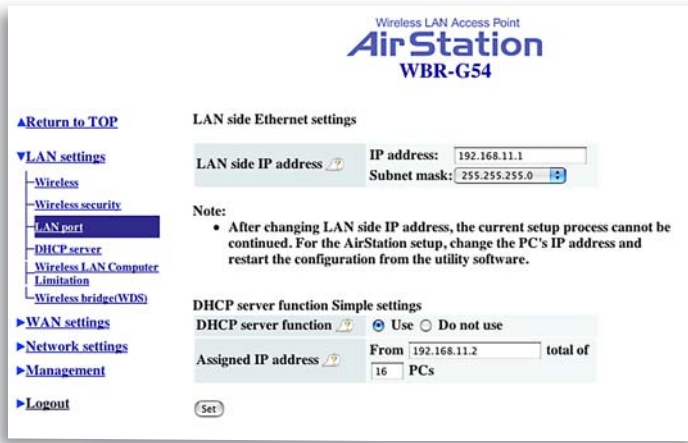 Wireless LAN Access Point
AirStation
WBR-G54
Return to TOP
LAN settings
Wireless
Wireless security
LAN port
DHCP server
Wireless LAN Computer
Limitation
Wireless bridge(WDS)
WAN settings
Network settings
Management
Logout
LAN side Ethernet settings
LAN side IP address
IP address: 192.168.11.1
Subnet mask: 255.255.255.0
Note:
• After changing LAN side IP address, the current setup process cannot be
continued. For the AirStation setup, change the PC's IP address and
restart the configuration from the utility software.
DHCP server function Simple settings
DHCP server function Use Do not use
Assigned IP address
From 192.168.11.2 total of
16 PCs
Set